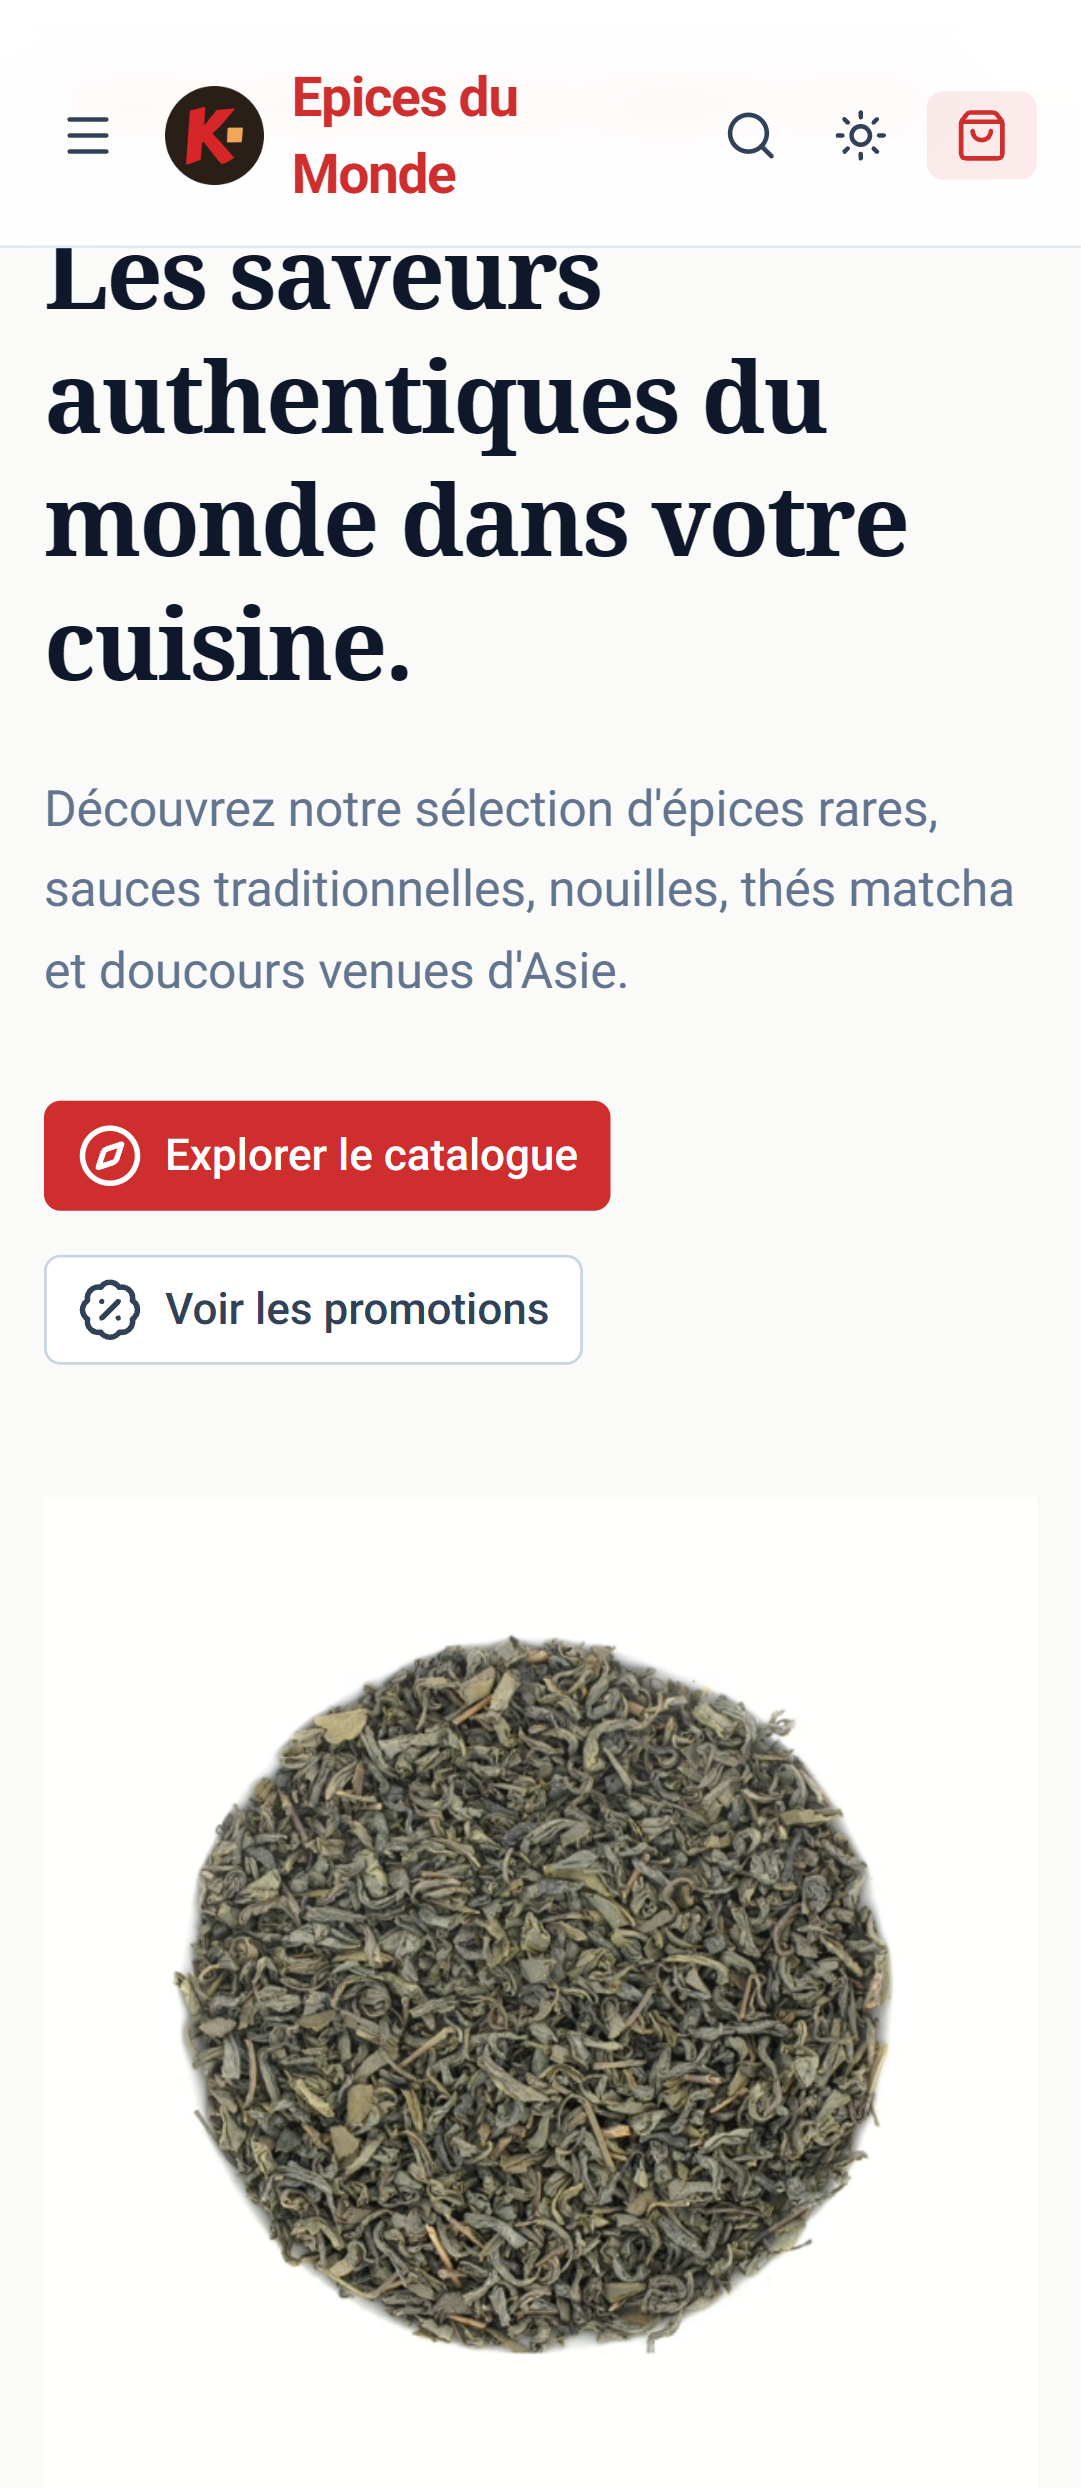 Epices du
Monde
Les saveurs
authentiques du
monde dans votre
cuisine.
Découvrez notre sélection d'épices rares,
sauces traditionnelles, nouilles, thés matcha
et doucours venues d'Asie.
Explorer le catalogue
Voir les promotions